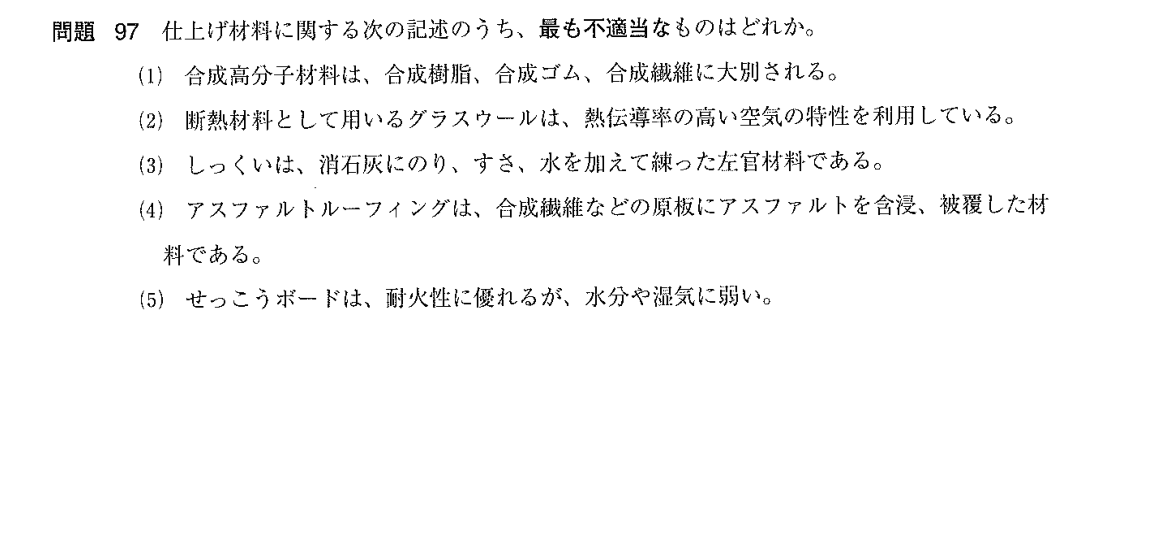 問題 97 仕上げ材料に関する次の記述のうち、最も不適当なものはどれか。
(1) 合成高分子材料は、合成樹脂、合成ゴム、合成繊維に大別される。
(2) 断熱材料として用いるグラスウールは、熱伝導率の高い空気の特性を利用している。
(3) しっくいは、消石灰にのり、すさ、水を加えて練った左官材料である。
(4) アスファルトルーフィングは、合成繊維などの原板にアスファルトを含浸、被覆した材
料である。
(5) せっこうボードは、耐火性に優れるが、水分や湿気に弱い。